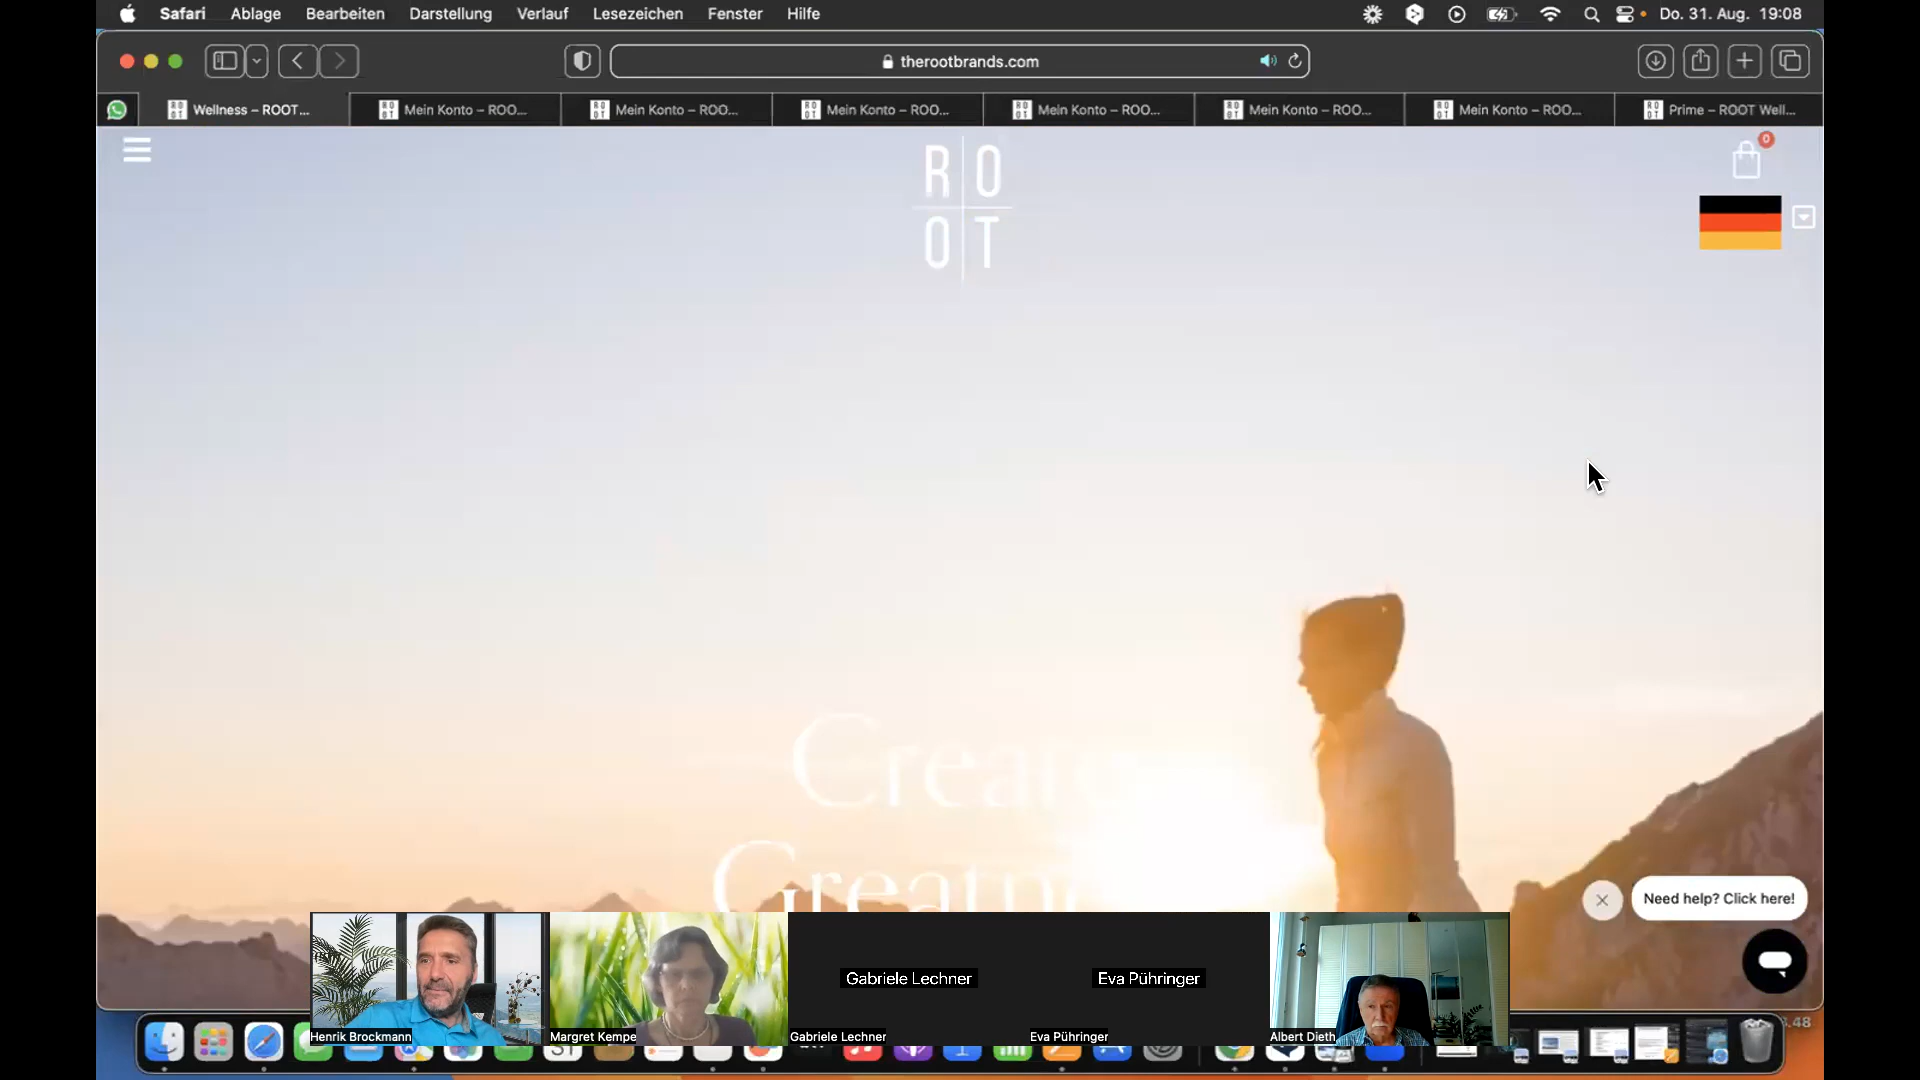 Safari Ablage Bearbeiten Darstellung Verlauf Lesezeichen Fenster Hilfe Do. 31. Aug. 19:08
therootbrands.com
Wellness – ROOT... Mein Konto – ROO... Mein Konto – ROO... Mein Konto – ROO... Mein Konto – ROO... Mein Konto – ROO... Mein Konto – ROO... Prime – ROOT Well...
0
RO
OT
Need help? Click here!
Gabriele Lechner Eva Pühringer
Henrik Brockmann Margret Kempe Gabriele Lechner Eva Pühringer Albert Dieth